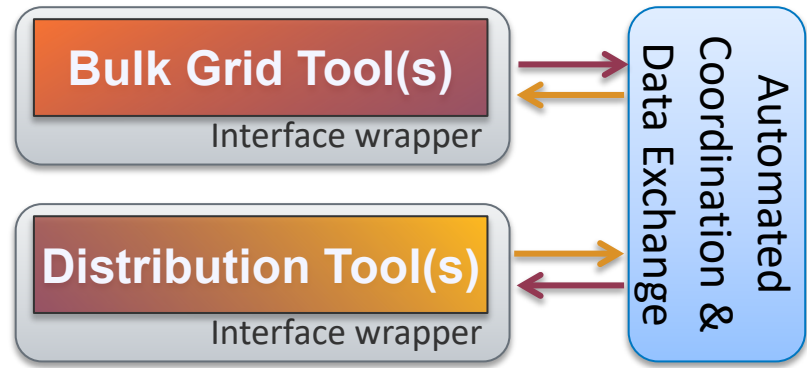 Bulk Grid Tool(s)
Interface wrapper
Distribution Tool(s)
Interface wrapper
Automated
Coordination &
Data Exchange